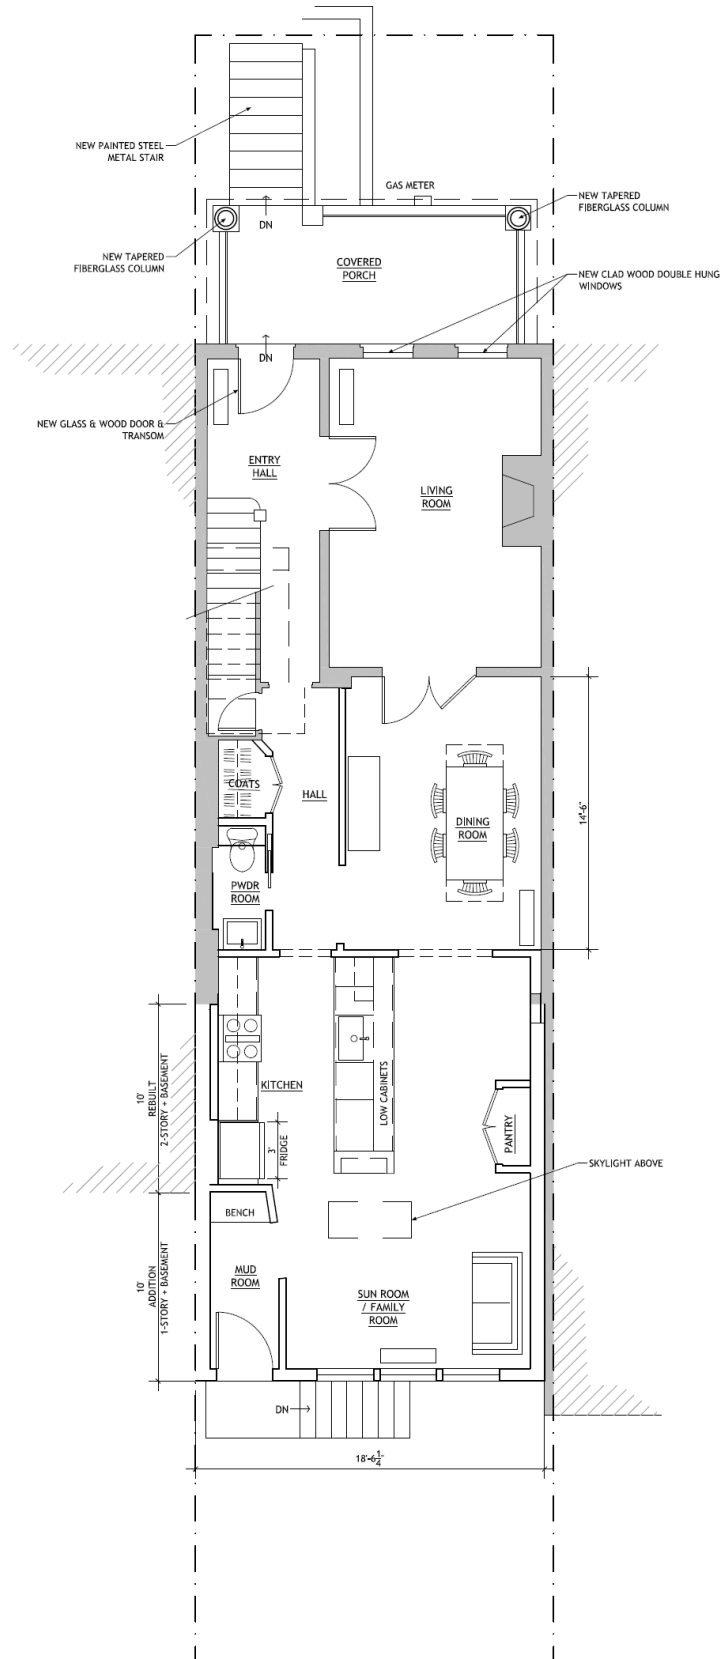 NEW PAINTED STEEL
METAL STAIR
GAS METER
NEW TAPERED
FIBERGLASS COLUMN
DN
NEW TAPERED
FIBERGLASS COLUMN
COVERED
PORCH
NEW CLAD WOOD DOUBLE HUNG
WINDOWS
DN
NEW GLASS & WOOD DOOR &
TRANSOM
ENTRY
HALL
LIVING
ROOM
COATS
HALL
DINING
ROOM
14'-6"
PWDR
ROOM
KITCHEN
LOW CABINETS
10'
REBUILT
2-STORY + BASEMENT
3'
FRIDGE
PANTRY
SKYLIGHT ABOVE
BENCH
MUD
ROOM
10'
ADDITION
1-STORY + BASEMENT
SUN ROOM
/ FAMILY
ROOM
DN
18'-6 1/4"